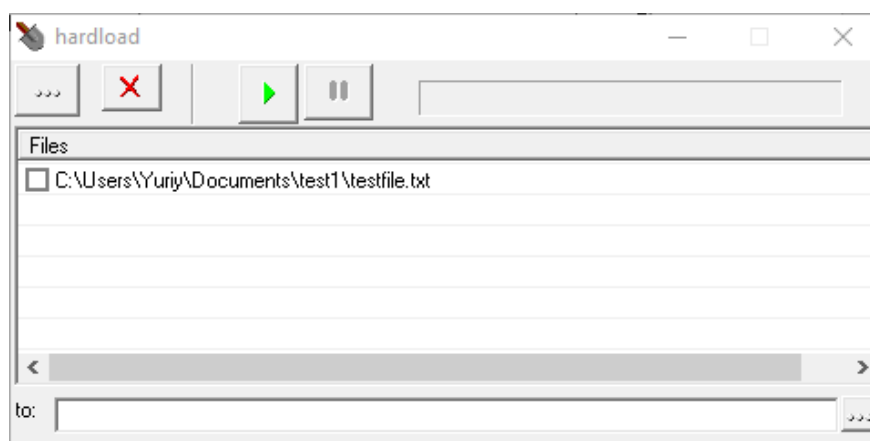 hardload
...
Files
C:\Users\Yuriy\Documents\test1\testfile.txt
to:
...